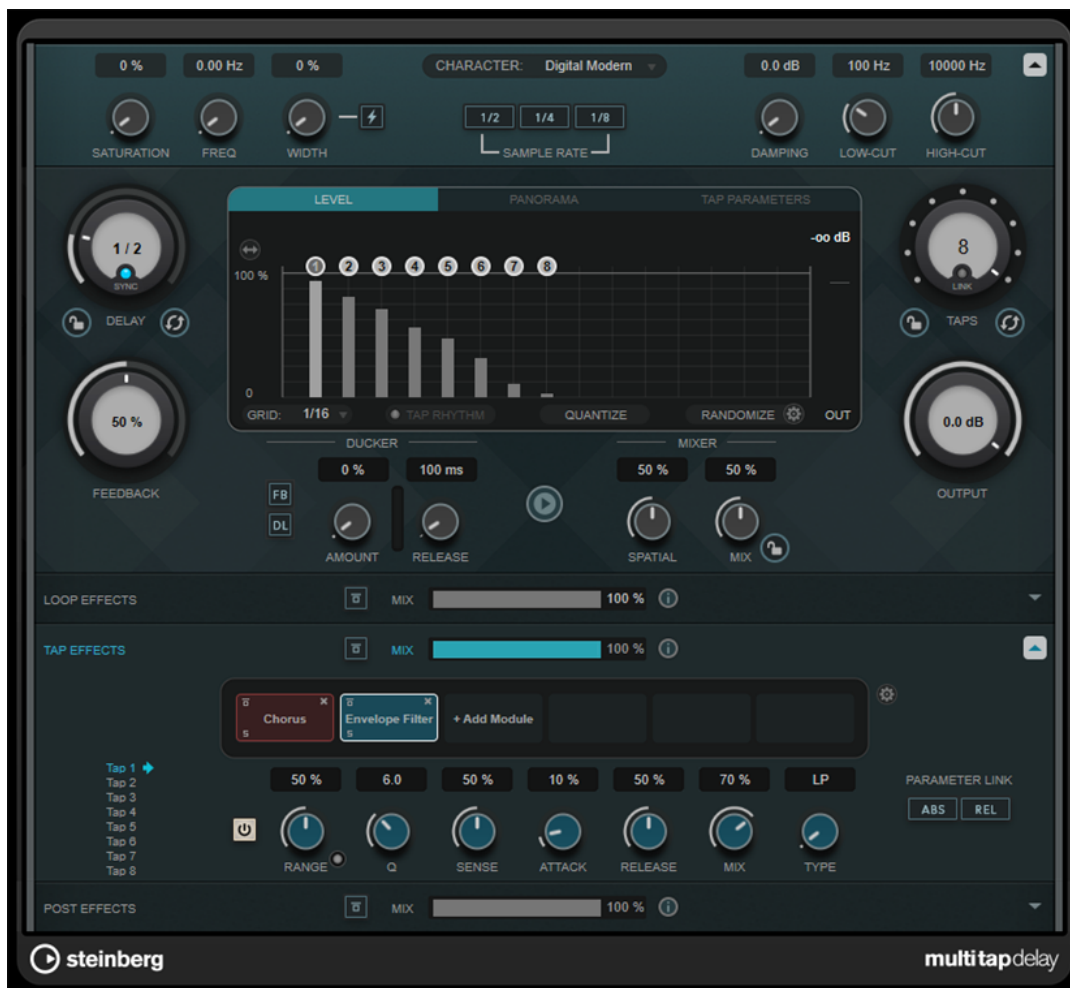 0 % 0.00 Hz 0 % CHARACTER: Digital Modern 0.0 dB 100 Hz 10000 Hz
1/2 1/4 1/8
SATURATION FREQ WIDTH SAMPLE RATE DAMPING LOW-CUT HIGH-CUT
LEVEL PANORAMA TAP PARAMETERS
1 / 2 -oo dB 8
SYNC 100 % 1 2 3 4 5 6 7 8 LINK
DELAY TAPS
0
GRID: 1/16 TAP RHYTHM QUANTIZE RANDOMIZE OUT
50 % 0.0 dB
DUCKER MIXER
0 % 100 ms 50 % 50 %
FEEDBACK FB OUTPUT
DL
AMOUNT RELEASE SPATIAL MIX
LOOP EFFECTS MIX 100 %
TAP EFFECTS MIX 100 %
Chorus Envelope Filter + Add Module
S S
Tap 1
Tap 2
Tap 3
Tap 4
Tap 5
Tap 6
Tap 7
Tap 8
50 % 6.0 50 % 10 % 50 % 70 % LP PARAMETER LINK
ABS REL
RANGE Q SENSE ATTACK RELEASE MIX TYPE
POST EFFECTS MIX 100 %
steinberg multitapdelay